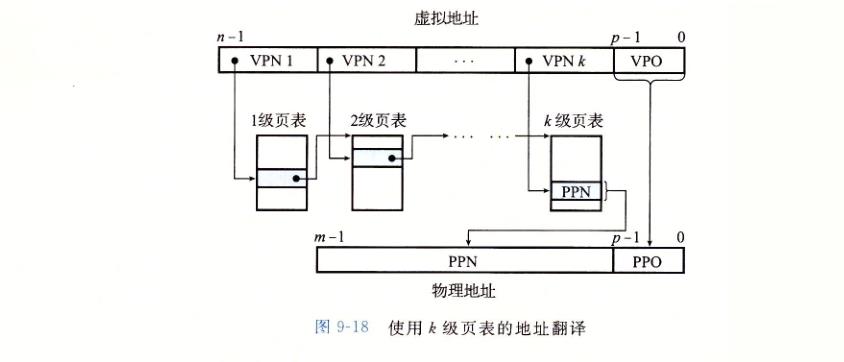 虚拟地址
n-1 p-1 0
VPN 1 VPN 2 ... VPN k VPO
1级页表 2级页表 k级页表
... ...
PPN
m-1 p-1 0
PPN PPO
物理地址
图 9-18 使用 k 级页表的地址翻译